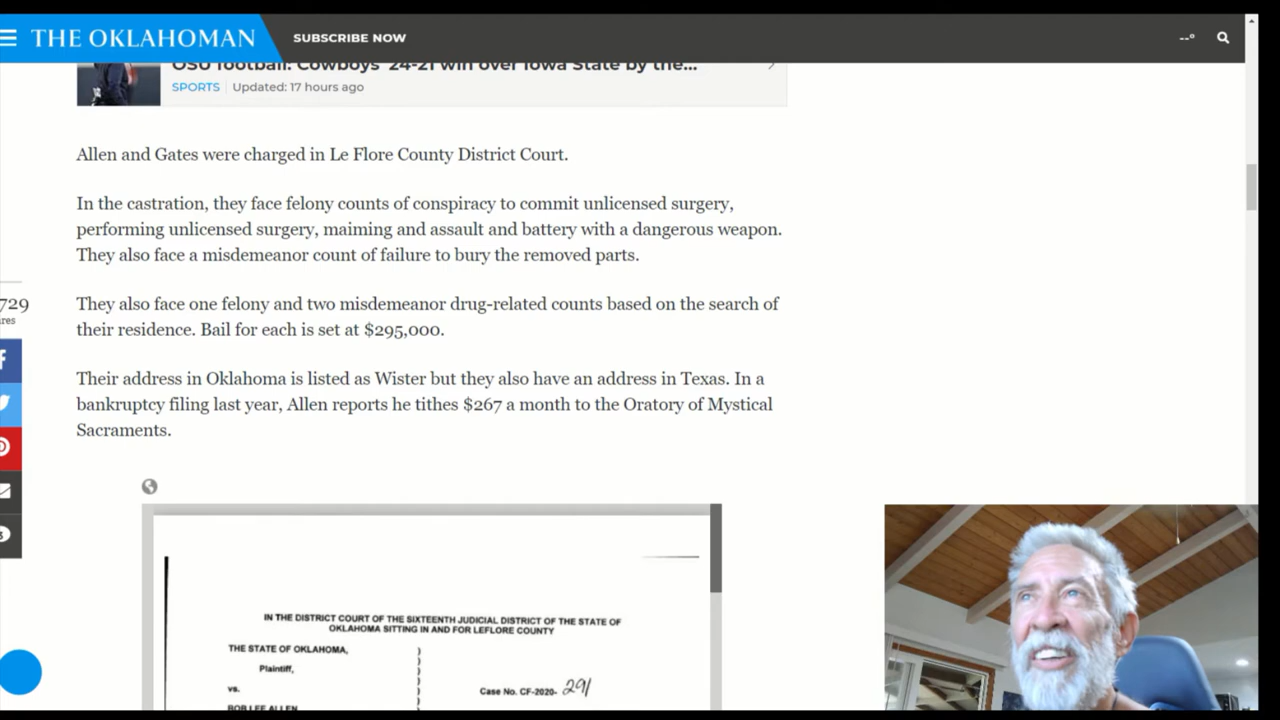 THE OKLAHOMAN
SUBSCRIBE NOW
--°
OSU football: Cowboys' 24-21 win over Iowa State by the...
SPORTS | Updated: 17 hours ago
Allen and Gates were charged in Le Flore County District Court.
In the castration, they face felony counts of conspiracy to commit unlicensed surgery,
performing unlicensed surgery, maiming and assault and battery with a dangerous weapon.
They also face a misdemeanor count of failure to bury the removed parts.
729
They also face one felony and two misdemeanor drug-related counts based on the search of
their residence. Bail for each is set at $295,000.
Their address in Oklahoma is listed as Wister but they also have an address in Texas. In a
bankruptcy filing last year, Allen reports he tithes $267 a month to the Oratory of Mystical
Sacraments.
IN THE DISTRICT COURT OF THE SIXTEENTH JUDICIAL DISTRICT OF THE STATE OF
OKLAHOMA SITTING IN AND FOR LEFLORE COUNTY
THE STATE OF OKLAHOMA,
Plaintiff,
vs.
Case No. CF-2020- 291
BOB LEE ALLEN